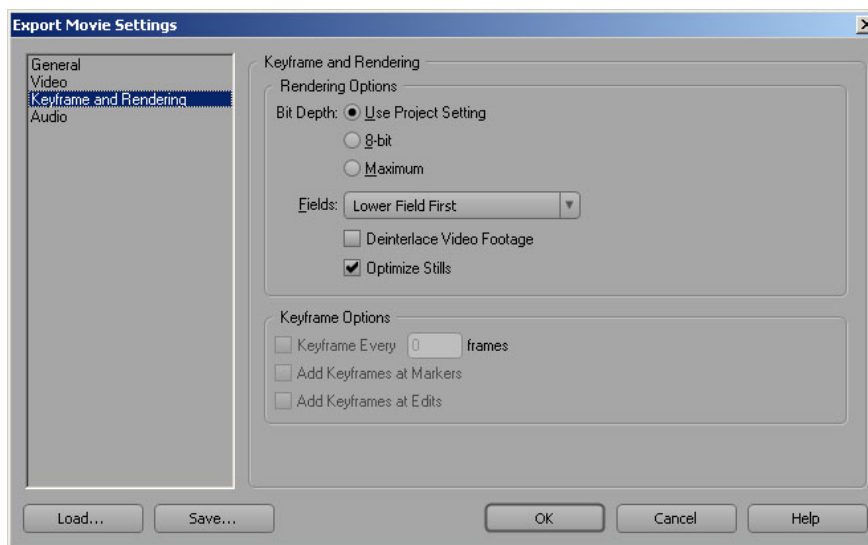 Export Movie Settings
General
Video
Keyframe and Rendering
Audio
Keyframe and Rendering
Rendering Options
Bit Depth: Use Project Setting
8-bit
Maximum
Fields: Lower Field First
Deinterlace Video Footage
Optimize Stills
Keyframe Options
Keyframe Every 0 frames
Add Keyframes at Markers
Add Keyframes at Edits
Load... Save... OK Cancel Help